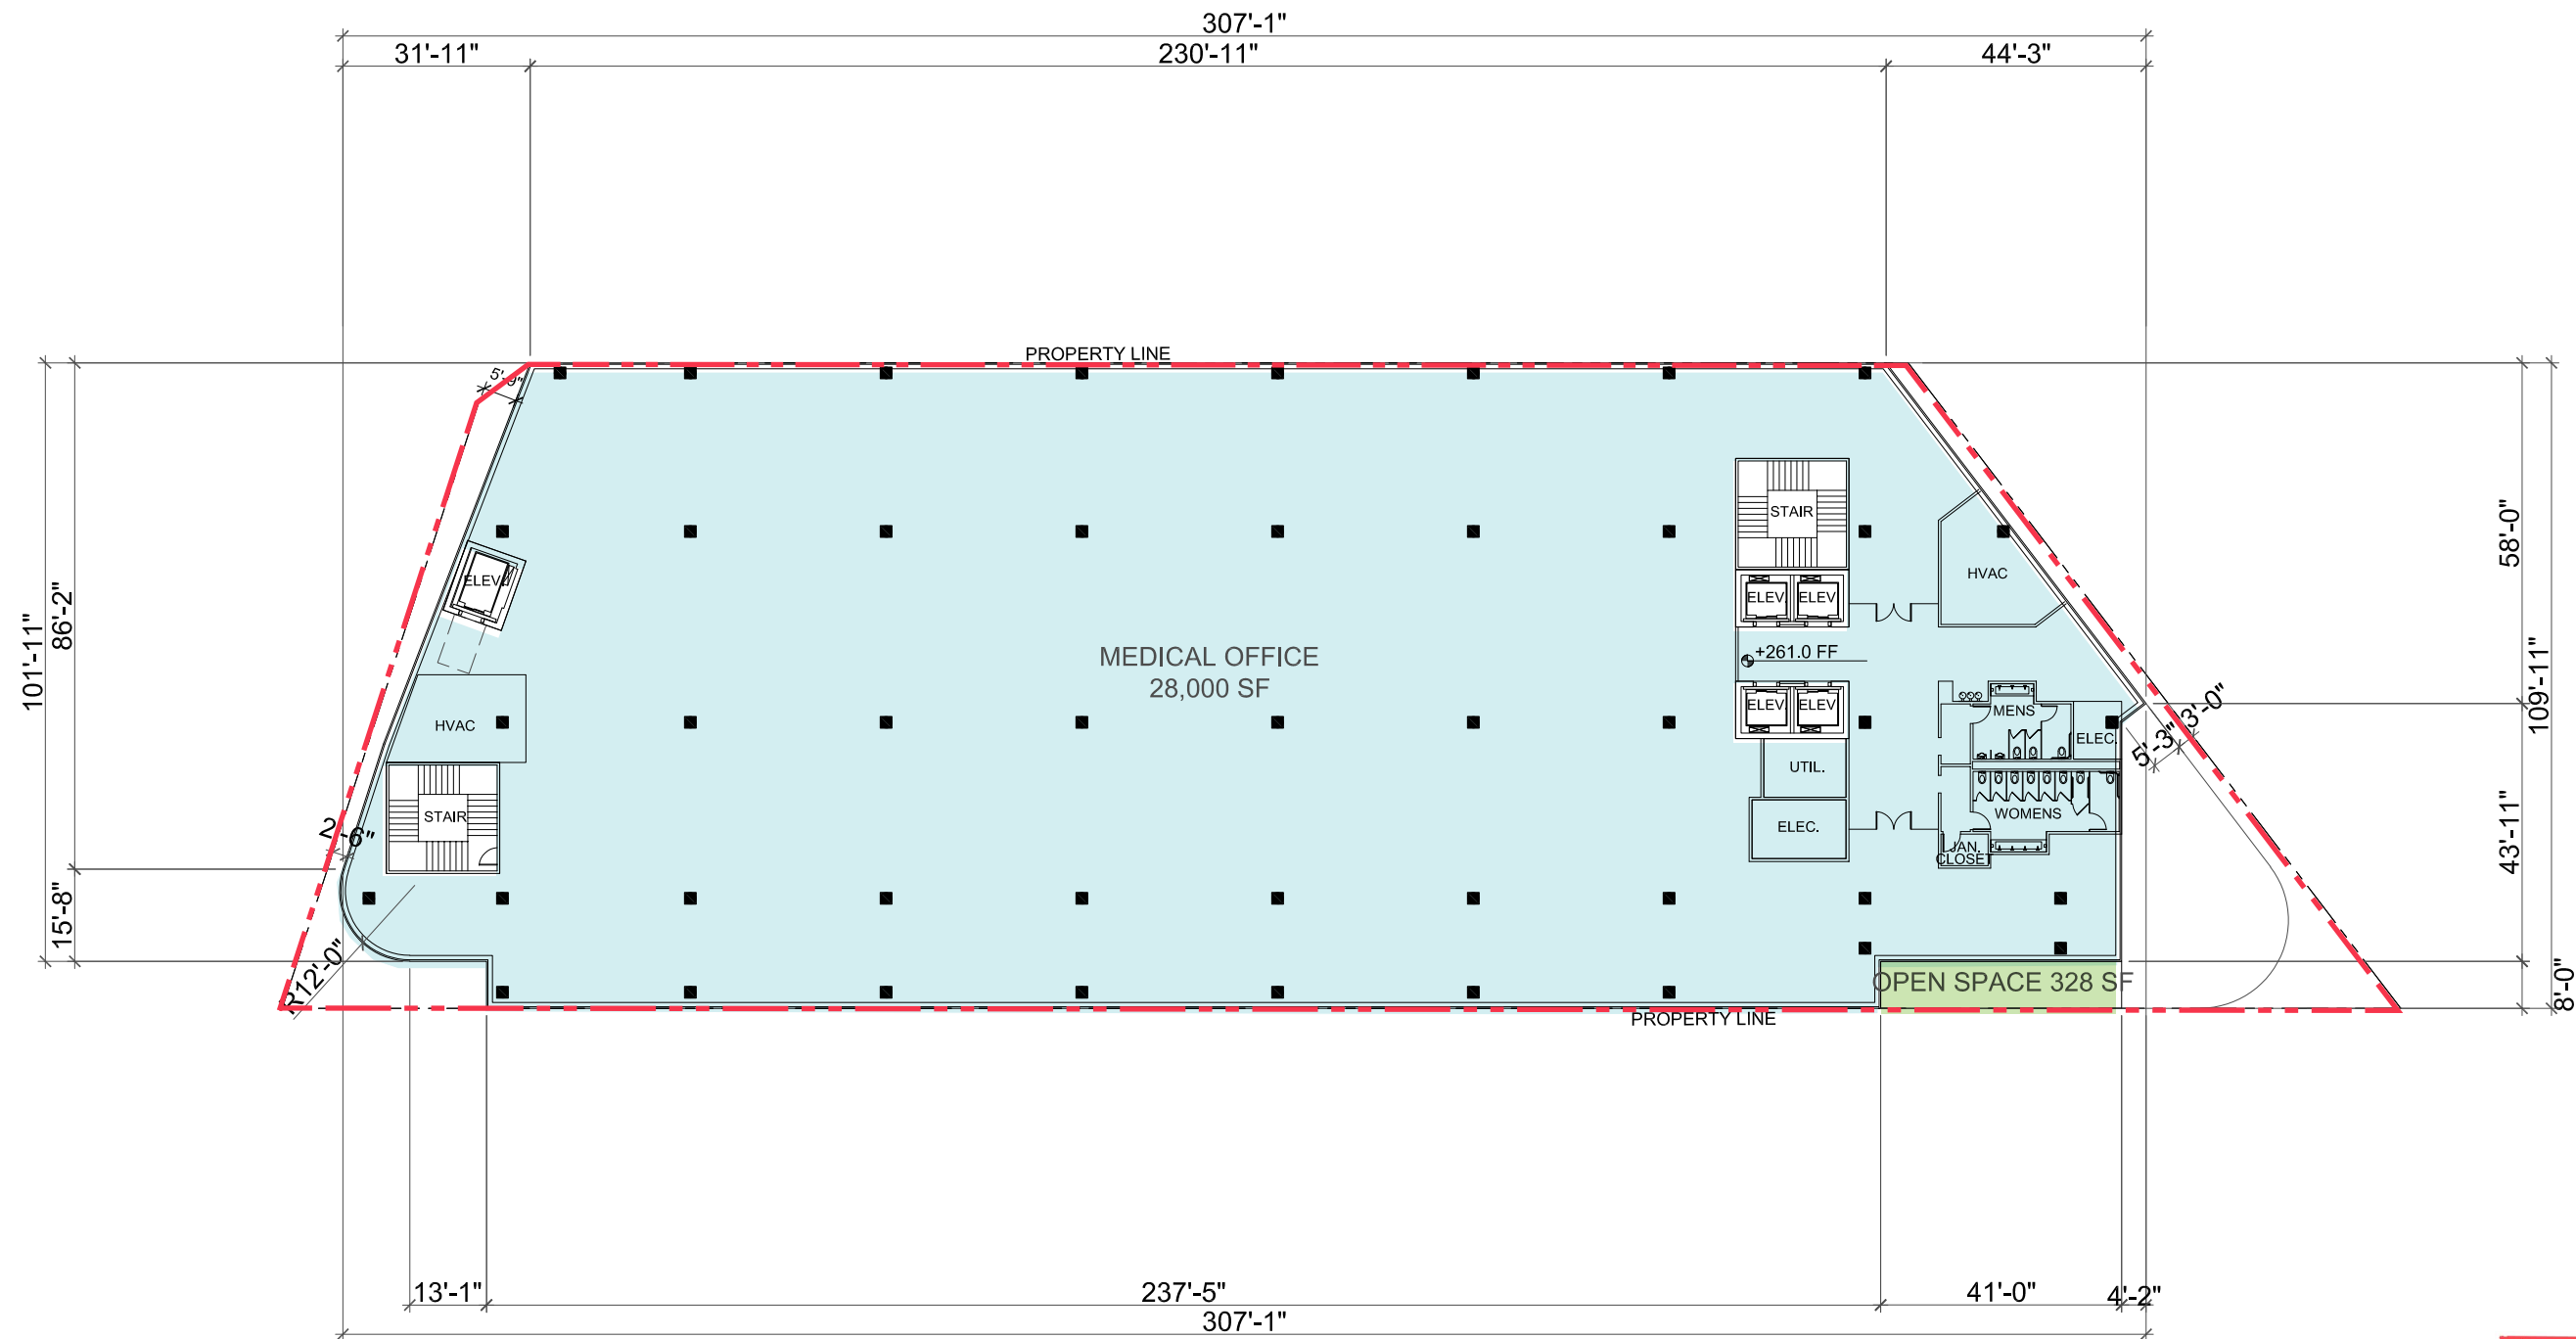 307'-1"
31'-11"
230'-11"
44'-3"
PROPERTY LINE
5'-9"
STAIR
58'-0"
ELEV.
HVAC
ELEV.
ELEV.
101'-11"
86'-2"
MEDICAL OFFICE
28,000 SF
+261.0 FF
109'-11"
ELEV.
ELEV.
MENS
3'-0"
5'-3"
HVAC
ELEC.
UTIL.
STAIR
2'-6"
ELEC.
WOMENS
JAN.
CLOSET
43'-11"
15'-8"
R12'-0"
OPEN SPACE 328 SF
8'-0"
PROPERTY LINE
13'-1"
237'-5"
41'-0"
4'-2"
307'-1"